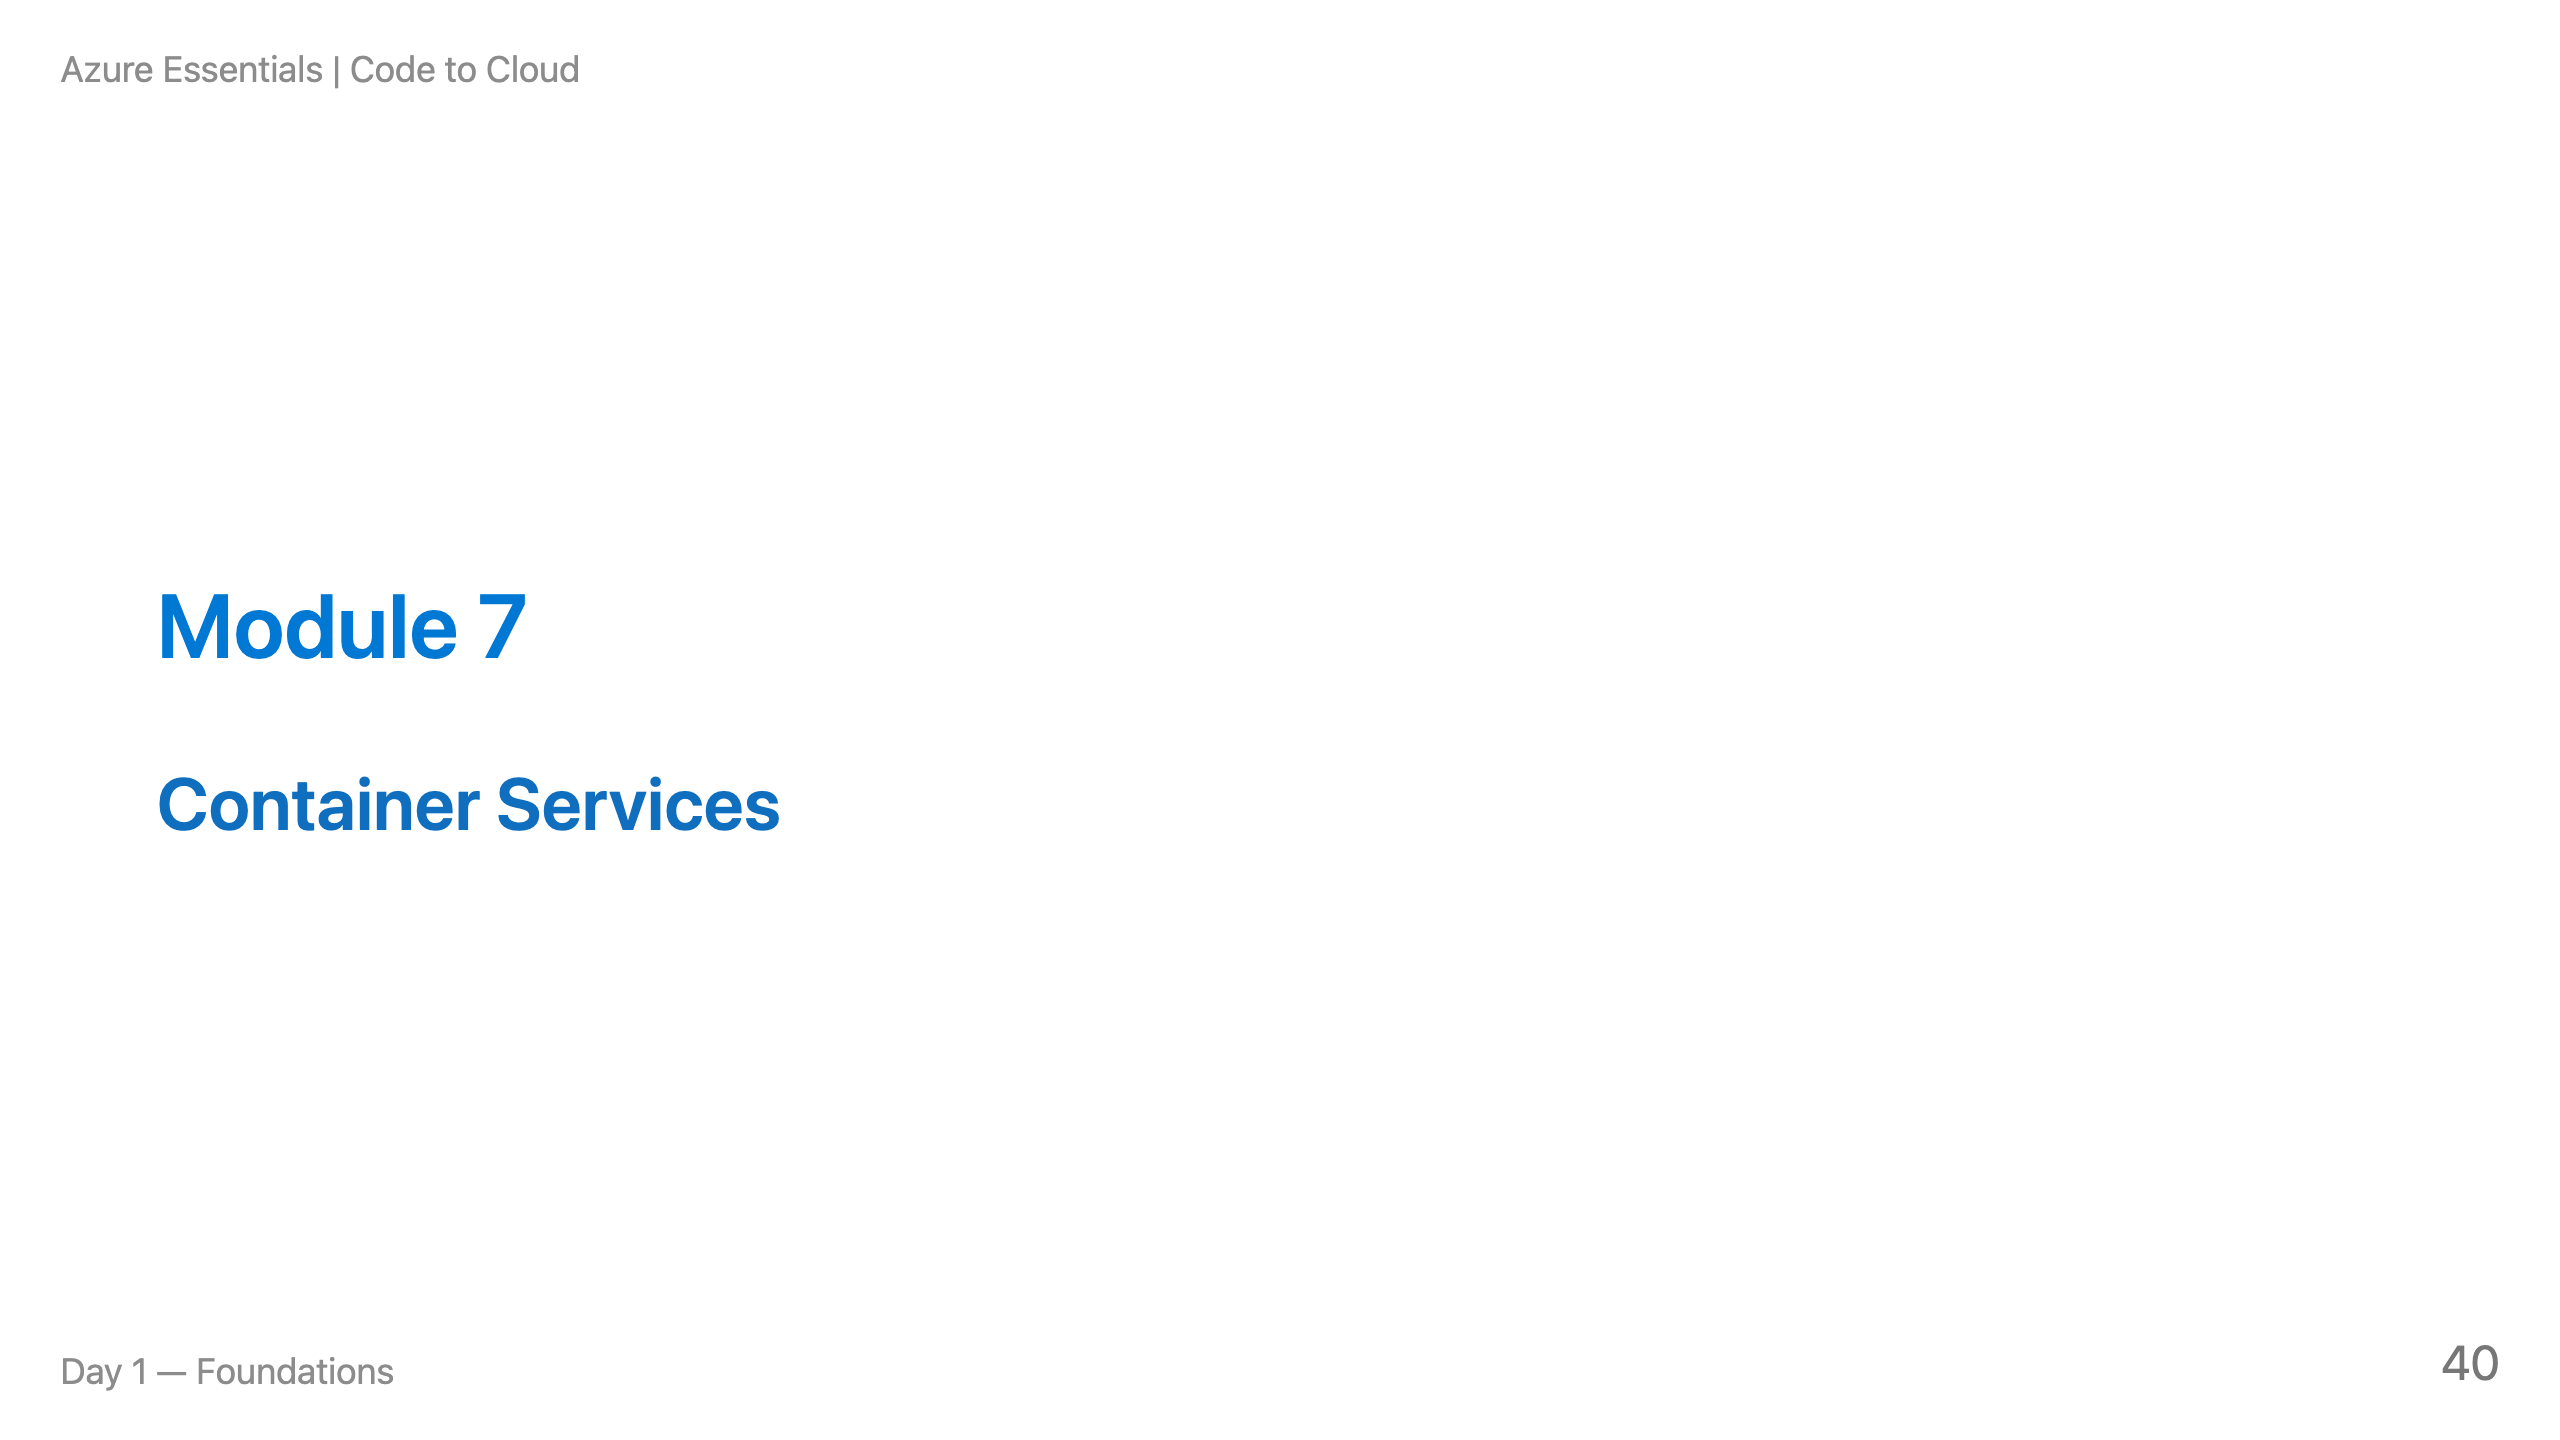 Azure Essentials | Code to Cloud
Module 7
Container Services
Day 1 — Foundations
40